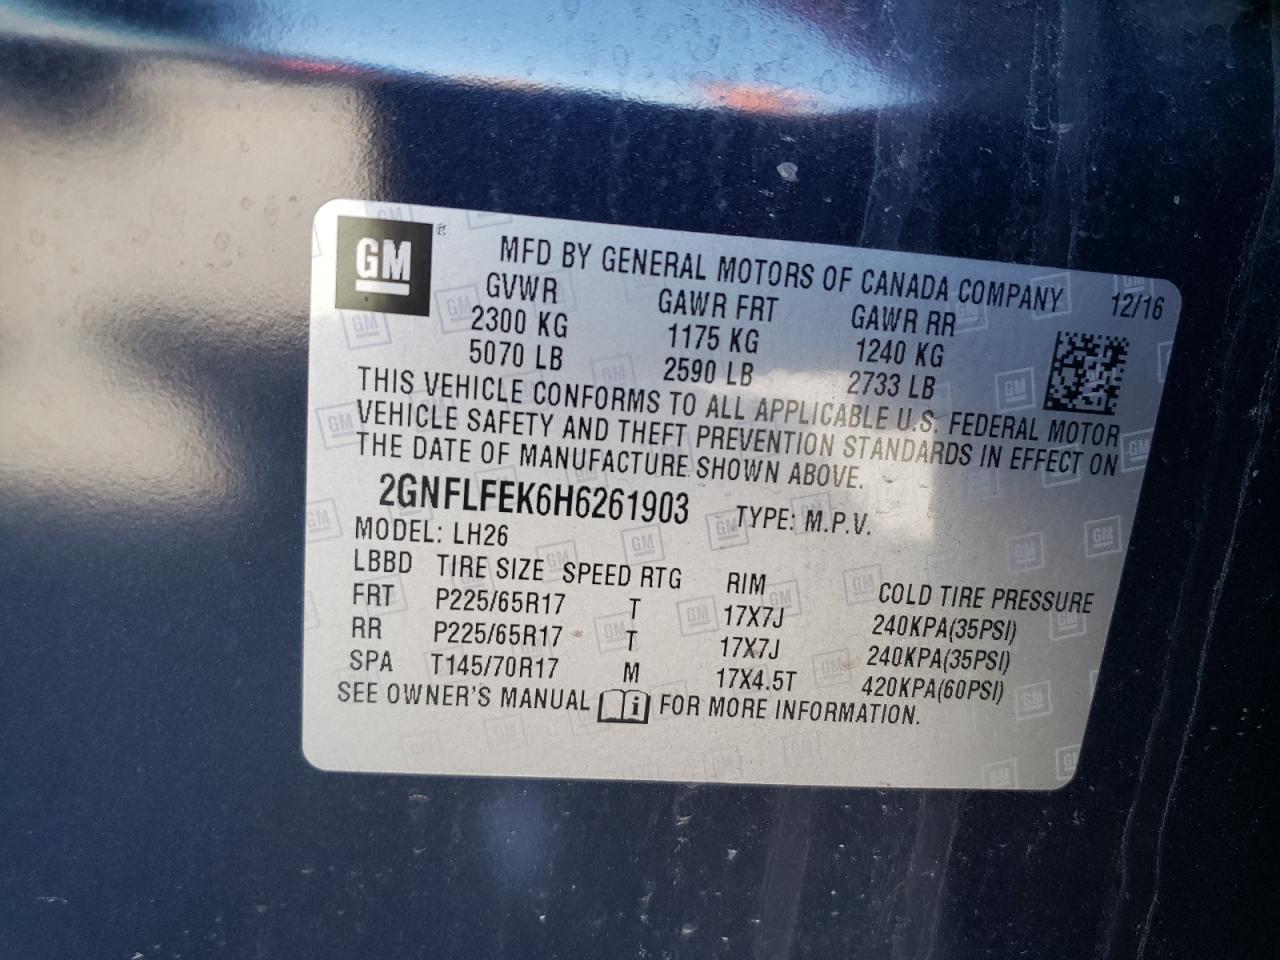 GM®
MFD BY GENERAL MOTORS OF CANADA COMPANY 12/16
GVWR GAWR FRT GAWR RR
2300 KG 1175 KG 1240 KG
5070 LB 2590 LB 2733 LB
THIS VEHICLE CONFORMS TO ALL APPLICABLE U.S. FEDERAL MOTOR
VEHICLE SAFETY AND THEFT PREVENTION STANDARDS IN EFFECT ON
THE DATE OF MANUFACTURE SHOWN ABOVE.
2GNFLFEK6H6261903 TYPE: M.P.V.
MODEL: LH26
LBBD TIRE SIZE SPEED RTG RIM COLD TIRE PRESSURE
FRT P225/65R17 T 17X7J 240KPA(35PSI)
RR P225/65R17 T 17X7J 240KPA(35PSI)
SPA T145/70R17 M 17X4.5T 420KPA(60PSI)
SEE OWNER'S MANUAL i FOR MORE INFORMATION.